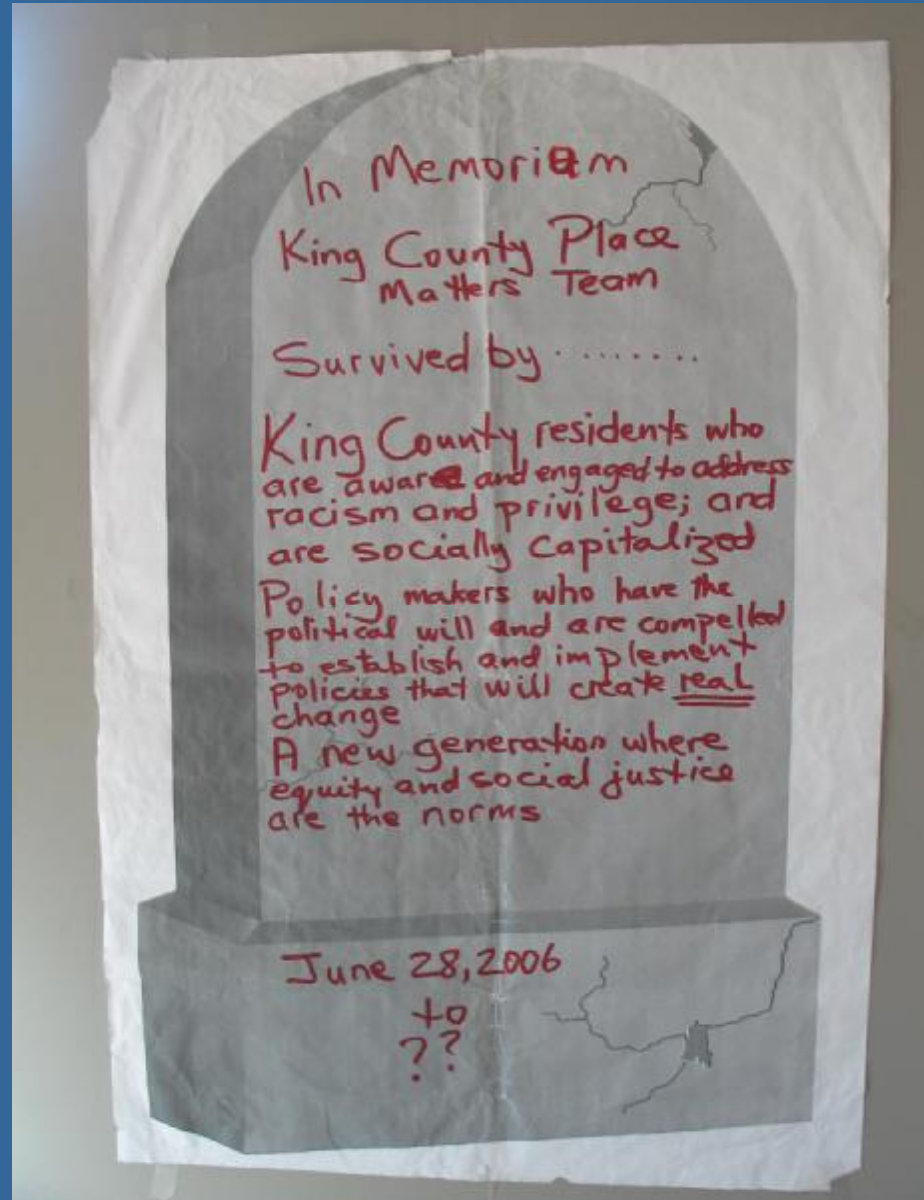 In Memoriam
King County Place
Matters Team
Survived by ........
King County residents who
are aware and engaged to address
racism and privilege; and
are socially capitalized
Policy makers who have the
political will and are compelled
to establish and implement
policies that will create real
change
A new generation where
equity and social justice
are the norms
June 28, 2006
to
??